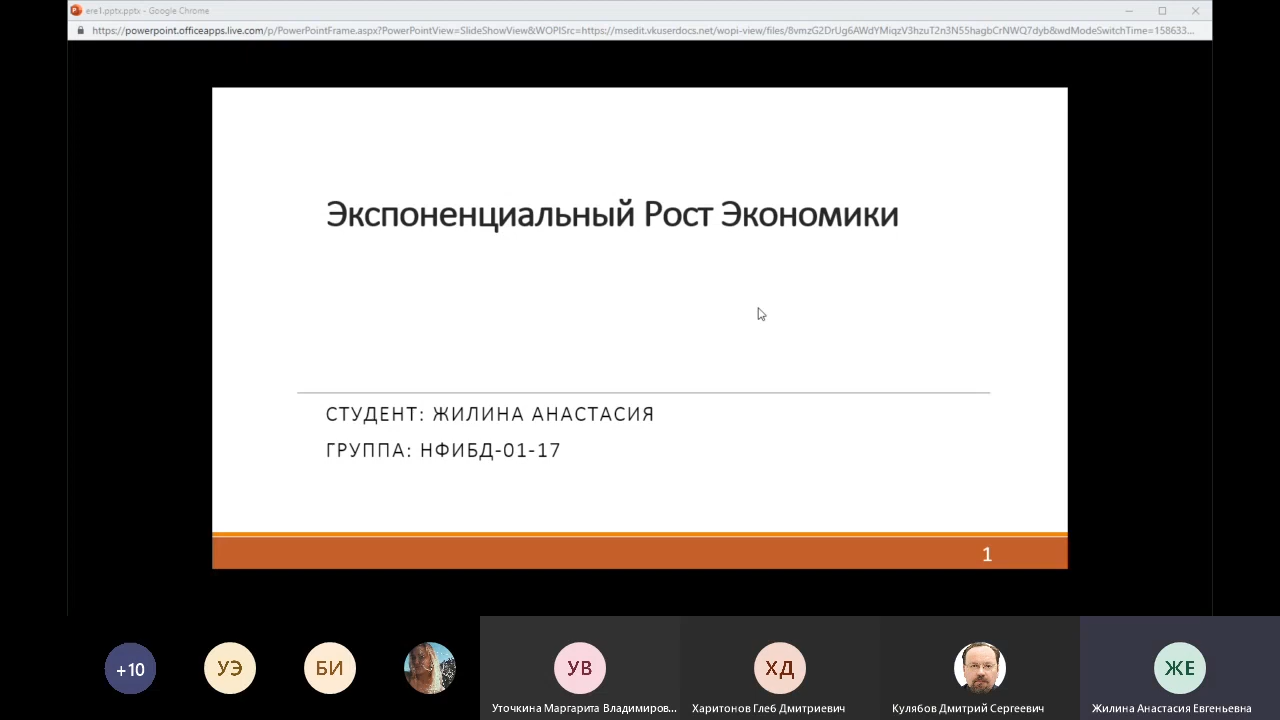 ere1.pptx.pptx - Google Chrome
https://powerpoint.officeapps.live.com/p/PowerPointFrame.aspx?PowerPointView=SlideShowView&WOPISrc=https://msedit.vkuserdocs.net/wopi-view/files/8vmzG2DrUg6AWdYMiqzV3hzuT2n3N55hagbCrNWQ7dyb&wdModeSwitchTime=158633...
Экспоненциальный Рост Экономики
СТУДЕНТ: ЖИЛИНА АНАСТАСИЯ
ГРУППА: НФИБД-01-17
1
+10
УЭ
БИ
УВ
ХД
ЖЕ
Уточкина Маргарита Владимиров...
Харитонов Глеб Дмитриевич
Кулябов Дмитрий Сергеевич
Жилина Анастасия Евгеньевна